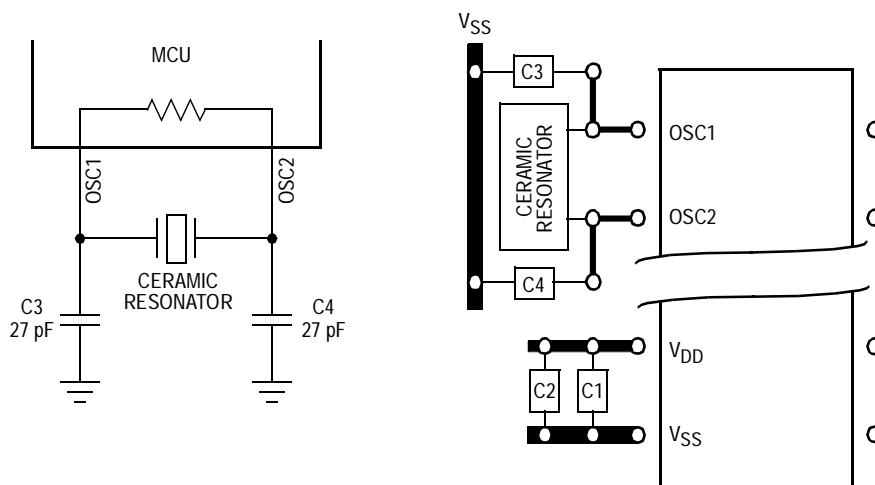 MCU
OSC1
OSC2
CERAMIC
RESONATOR
C3
27 pF
C4
27 pF
VSS
C3
CERAMIC
RESONATOR
C4
OSC1
OSC2
C2
C1
VDD
VSS